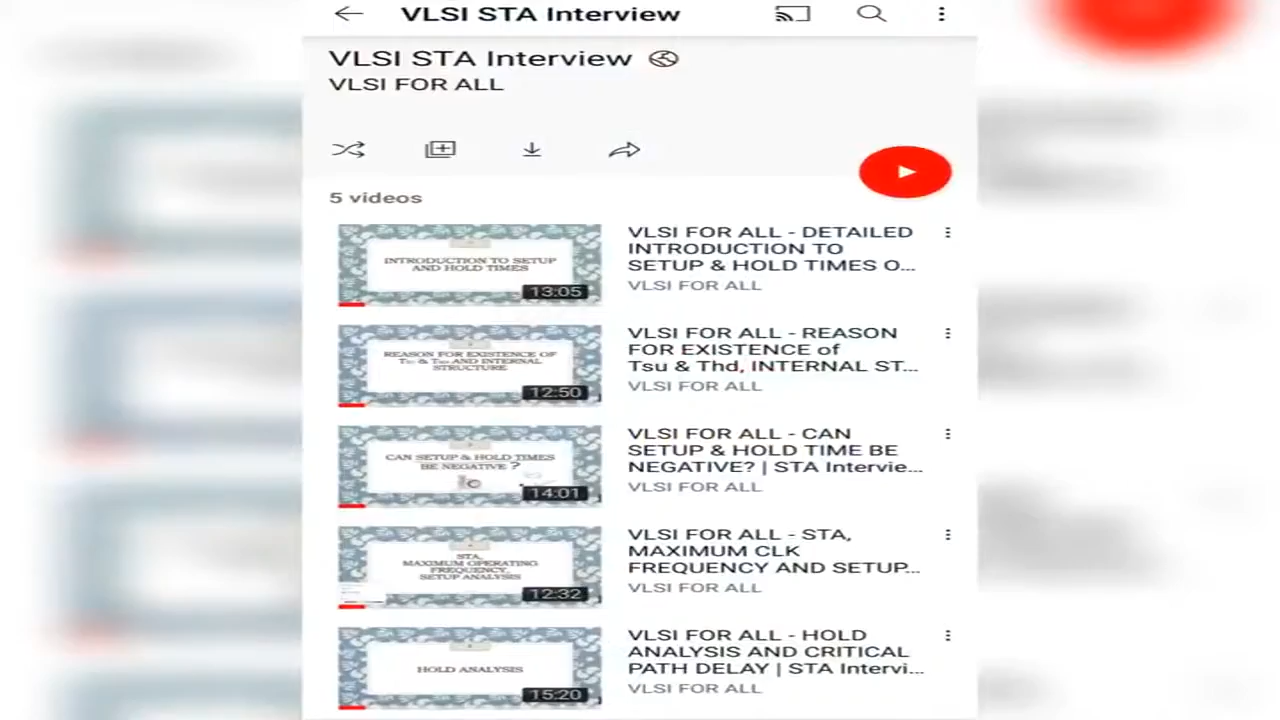 VLSI STA Interview
VLSI STA Interview
VLSI FOR ALL
5 videos
INTRODUCTION TO SETUP
AND HOLD TIMES
13:05
VLSI FOR ALL - DETAILED
INTRODUCTION TO
SETUP & HOLD TIMES O...
VLSI FOR ALL
REASON FOR EXISTENCE OF
Tsu & Thd AND INTERNAL
STRUCTURE
12:50
VLSI FOR ALL - REASON
FOR EXISTENCE of
Tsu & Thd, INTERNAL ST...
VLSI FOR ALL
CAN SETUP & HOLD TIMES
BE NEGATIVE ?
14:01
VLSI FOR ALL - CAN
SETUP & HOLD TIME BE
NEGATIVE? | STA Intervie...
VLSI FOR ALL
STA,
MAXIMUM OPERATING
FREQUENCY,
SETUP ANALYSIS
12:32
VLSI FOR ALL - STA,
MAXIMUM CLK
FREQUENCY AND SETUP...
VLSI FOR ALL
HOLD ANALYSIS
15:20
VLSI FOR ALL - HOLD
ANALYSIS AND CRITICAL
PATH DELAY | STA Intervi...
VLSI FOR ALL